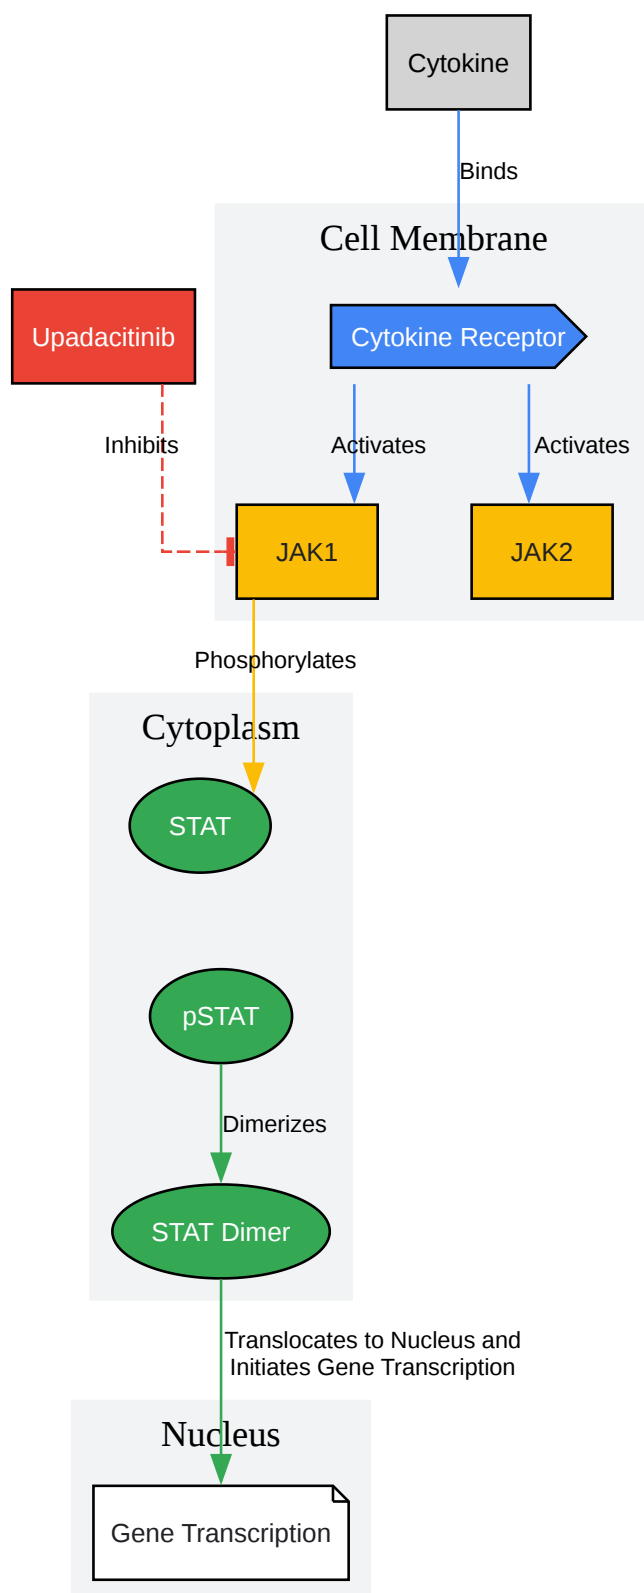 Cytokine
Binds
Cell Membrane
Upadacitinib
Cytokine Receptor
Inhibits
Activates
Activates
JAK1
JAK2
Phosphorylates
Cytoplasm
STAT
pSTAT
Dimerizes
STAT Dimer
Translocates to Nucleus and
Initiates Gene Transcription
Nucleus
Gene Transcription